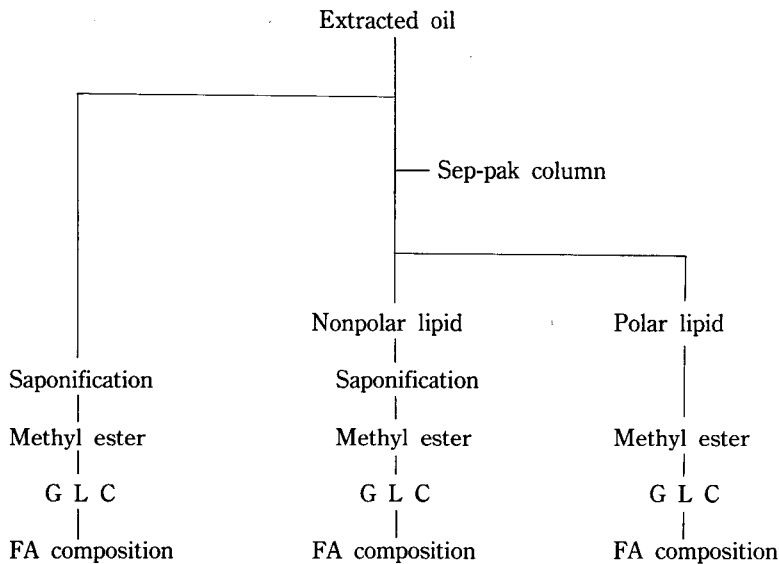 Extracted oil
Sep-pak column
Nonpolar lipid
Polar lipid
Saponification
Saponification
Methyl ester
Methyl ester
Methyl ester
G L C
G L C
G L C
FA composition
FA composition
FA composition